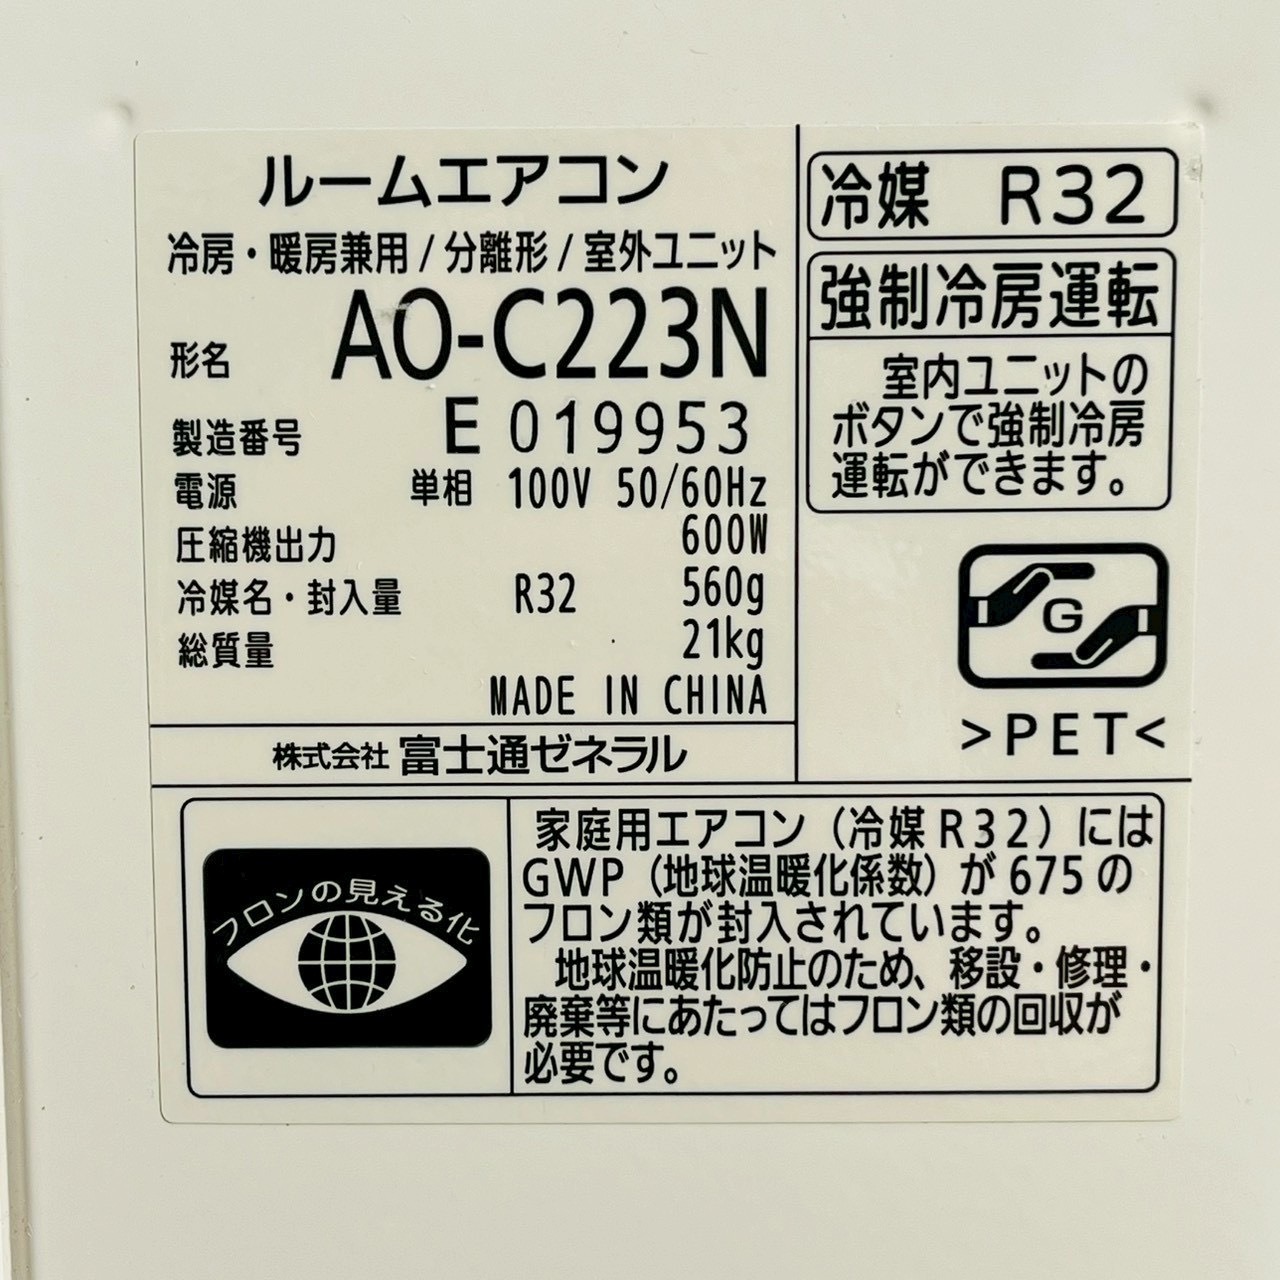 ルームエアコン
冷房・暖房兼用/分離形/室外ユニット
形名 AO-C223N
製造番号 E 019953
電源 単相 100V 50/60Hz
圧縮機出力 600W
冷媒名・封入量 R32 560g
総質量 21kg
MADE IN CHINA
株式会社 富士通ゼネラル
冷媒 R32
強制冷房運転
室内ユニットの
ボタンで強制冷房
運転ができます。
G
>PET<
フロンの見える化
家庭用エアコン（冷媒R32）には
GWP（地球温暖化係数）が675の
フロン類が封入されています。
地球温暖化防止のため、移設・修理・
廃棄等にあたってはフロン類の回収が
必要です。